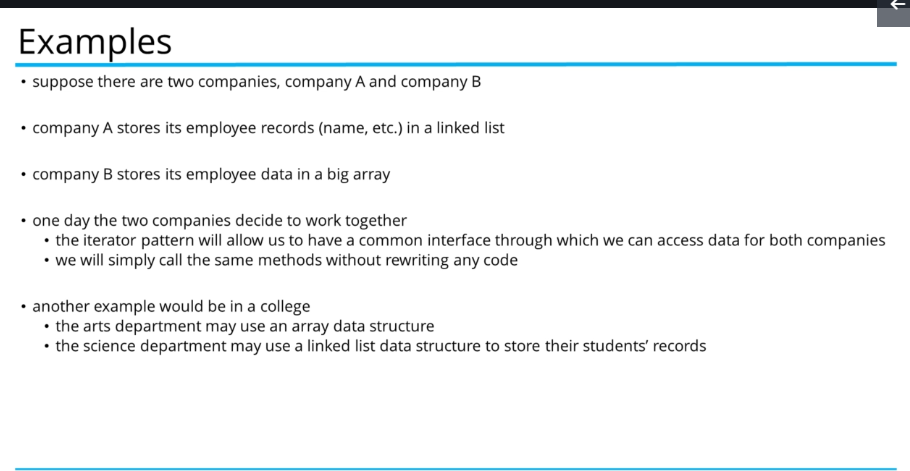 Examples
• suppose there are two companies, company A and company B
• company A stores its employee records (name, etc.) in a linked list
• company B stores its employee data in a big array
• one day the two companies decide to work together
• the iterator pattern will allow us to have a common interface through which we can access data for both companies
• we will simply call the same methods without rewriting any code
• another example would be in a college
• the arts department may use an array data structure
• the science department may use a linked list data structure to store their students’ records